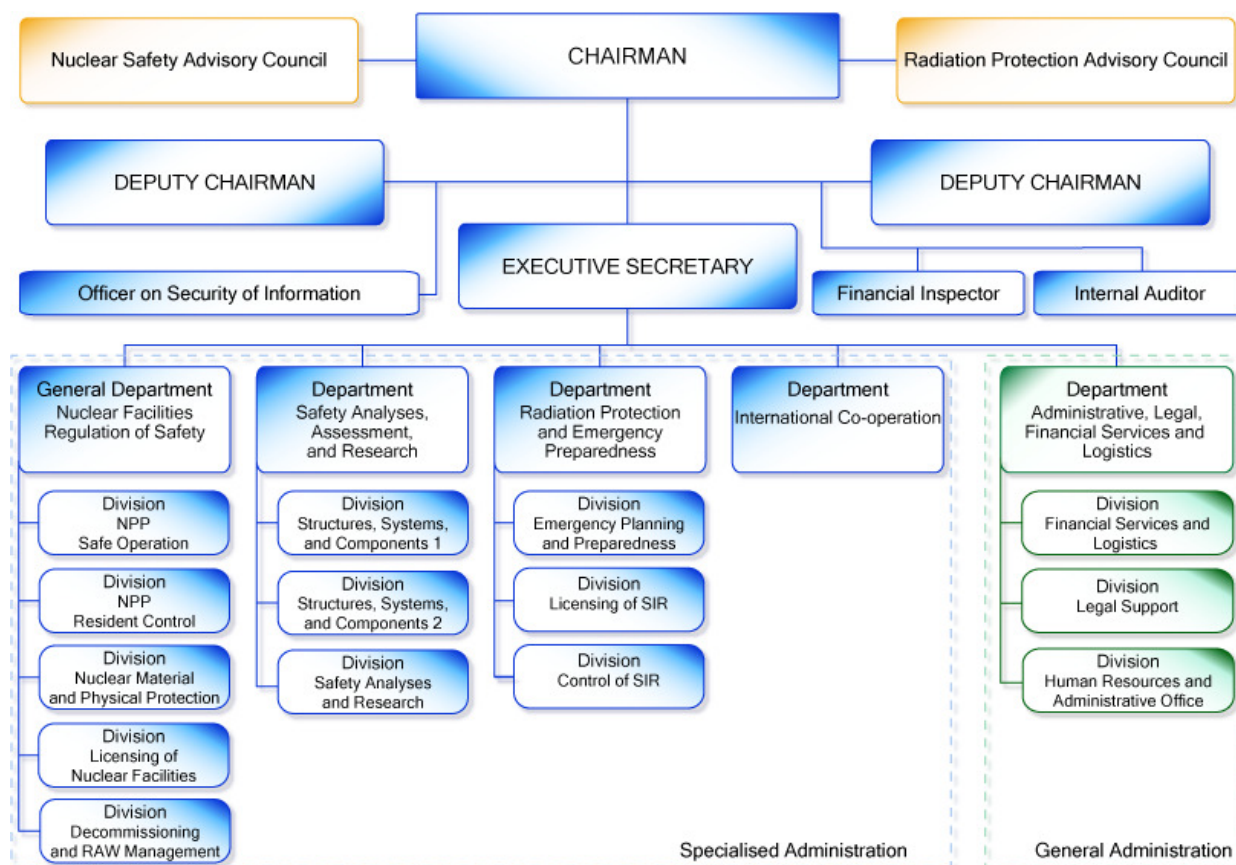 Nuclear Safety Advisory Council
CHAIRMAN
Radiation Protection Advisory Council
DEPUTY CHAIRMAN
DEPUTY CHAIRMAN
EXECUTIVE SECRETARY
Officer on Security of Information
Financial Inspector
Internal Auditor
General Department
Nuclear Facilities
Regulation of Safety
Division
NPP
Safe Operation
Division
NPP
Resident Control
Division
Nuclear Material
and Physical Protection
Division
Licensing of
Nuclear Facilities
Division
Decommissioning
and RAW Management
Department
Safety Analyses,
Assessment,
and Research
Division
Structures, Systems,
and Components 1
Division
Structures, Systems,
and Components 2
Division
Safety Analyses
and Research
Department
Radiation Protection
and Emergency
Preparedness
Division
Emergency Planning
and Preparedness
Division
Licensing of SIR
Division
Control of SIR
Department
International Co-operation
Specialised Administration
Department
Administrative, Legal,
Financial Services and
Logistics
Division
Financial Services and
Logistics
Division
Legal Support
Division
Human Resources and
Administrative Office
General Administration